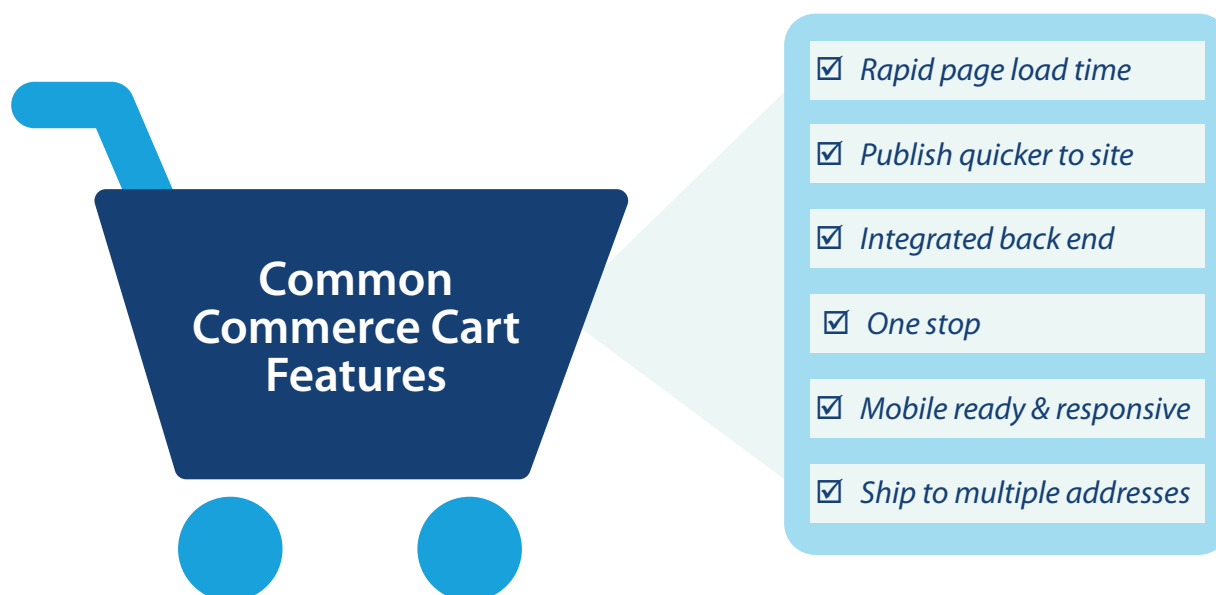 Common
Commerce Cart
Features
☑ Rapid page load time
☑ Publish quicker to site
☑ Integrated back end
☑ One stop
☑ Mobile ready & responsive
☑ Ship to multiple addresses